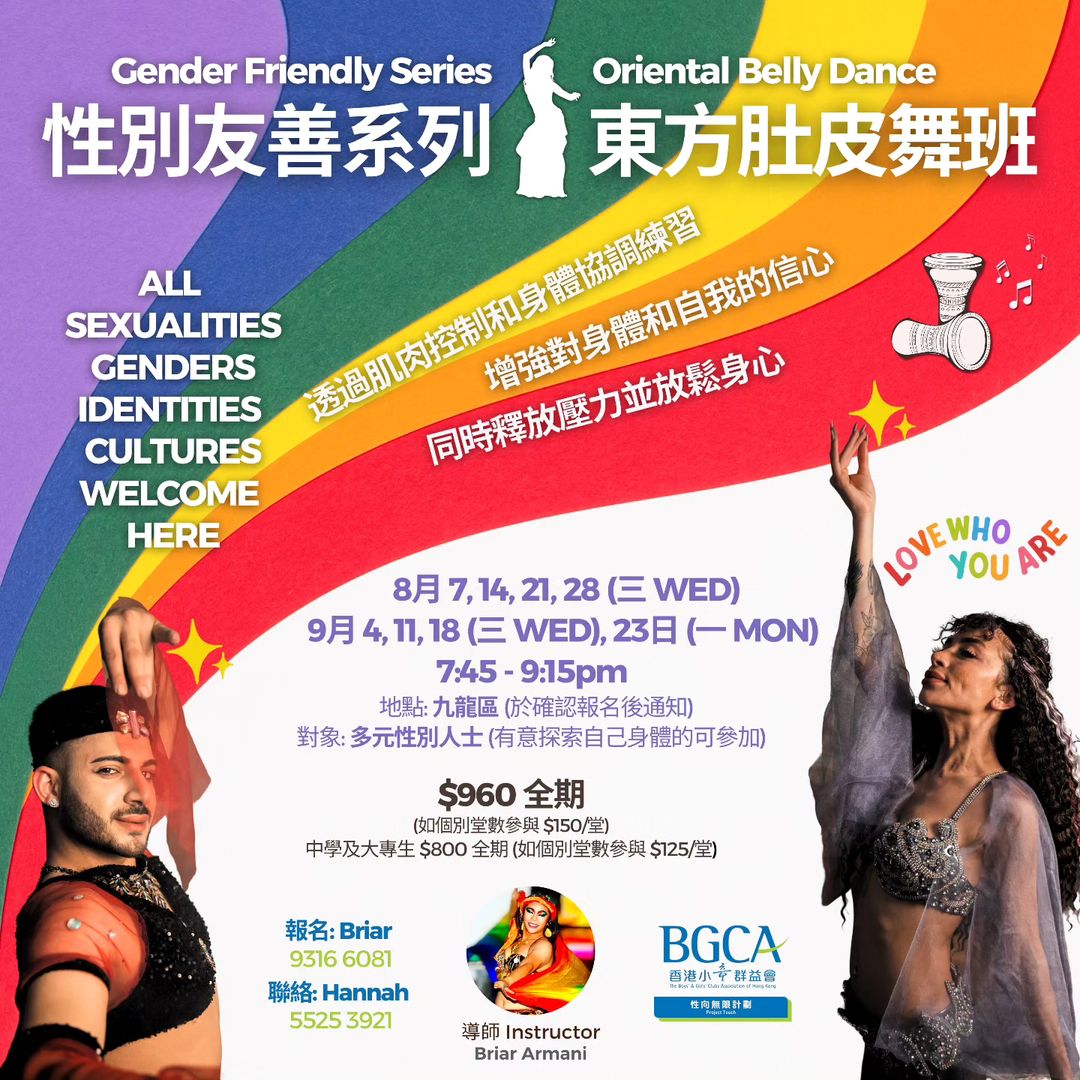 Gender Friendly Series
性別友善系列
Oriental Belly Dance
東方肚皮舞班
ALL
SEXUALITIES
GENDERS
IDENTITIES
CULTURES
WELCOME
HERE
透過肌肉控制和身體協調練習
增強對身體和自我的信心
同時釋放壓力並放鬆身心
LOVE WHO
YOU ARE
8月 7, 14, 21, 28 (三 WED)
9月 4, 11, 18 (三 WED), 23日 (一 MON)
7:45 - 9:15pm
地點: 九龍區 (於確認報名後通知)
對象: 多元性別人士 (有意探索自己身體的可參加)
$960 全期
(如個別堂數參與 $150/堂)
中學及大專生 $800 全期 (如個別堂數參與 $125/堂)
報名: Briar
9316 6081
聯絡: Hannah
5525 3921
導師 Instructor
Briar Armani
BGCA
香港小童群益會
The Boys' & Girls' Clubs Association of Hong Kong
性向無限計劃
Project Touch